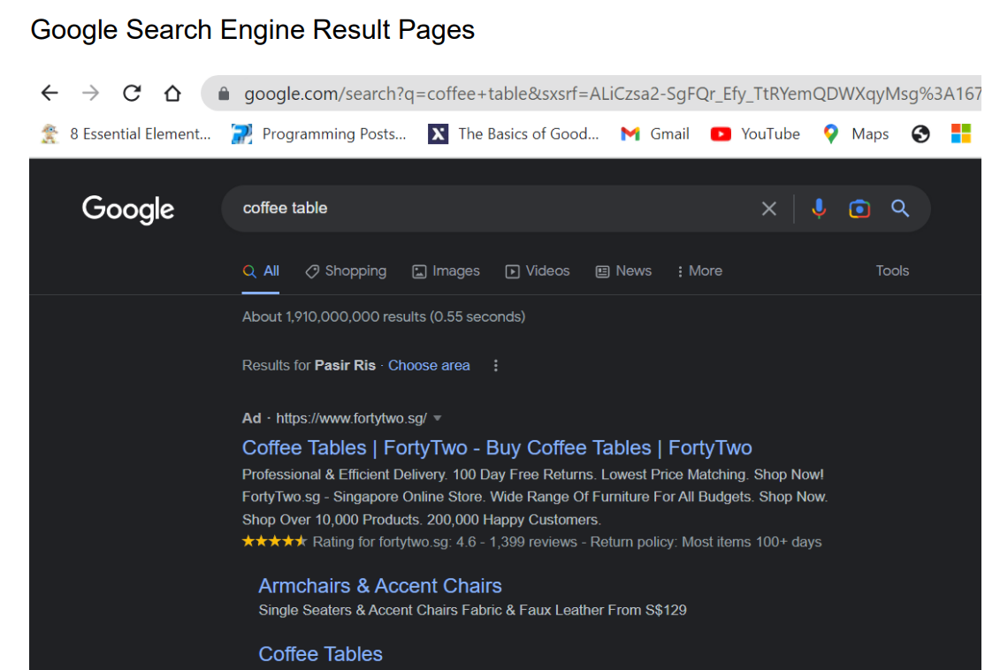 Google Search Engine Result Pages
google.com/search?q=coffee+table&sxsrf=ALiCzsa2-SgFQr_Efy_TtRYemQDWXqyMsg%3A167
8 Essential Element... Programming Posts... X The Basics of Good... Gmail YouTube Maps
Google coffee table
All Shopping Images Videos News More Tools
About 1,910,000,000 results (0.55 seconds)
Results for Pasir Ris · Choose area
Ad · https://www.fortytwo.sg/
Coffee Tables | FortyTwo - Buy Coffee Tables | FortyTwo
Professional & Efficient Delivery. 100 Day Free Returns. Lowest Price Matching. Shop Now!
FortyTwo.sg - Singapore Online Store. Wide Range Of Furniture For All Budgets. Shop Now.
Shop Over 10,000 Products. 200,000 Happy Customers.
Rating for fortytwo.sg: 4.6 - 1,399 reviews - Return policy: Most items 100+ days
Armchairs & Accent Chairs
Single Seaters & Accent Chairs Fabric & Faux Leather From S$129
Coffee Tables